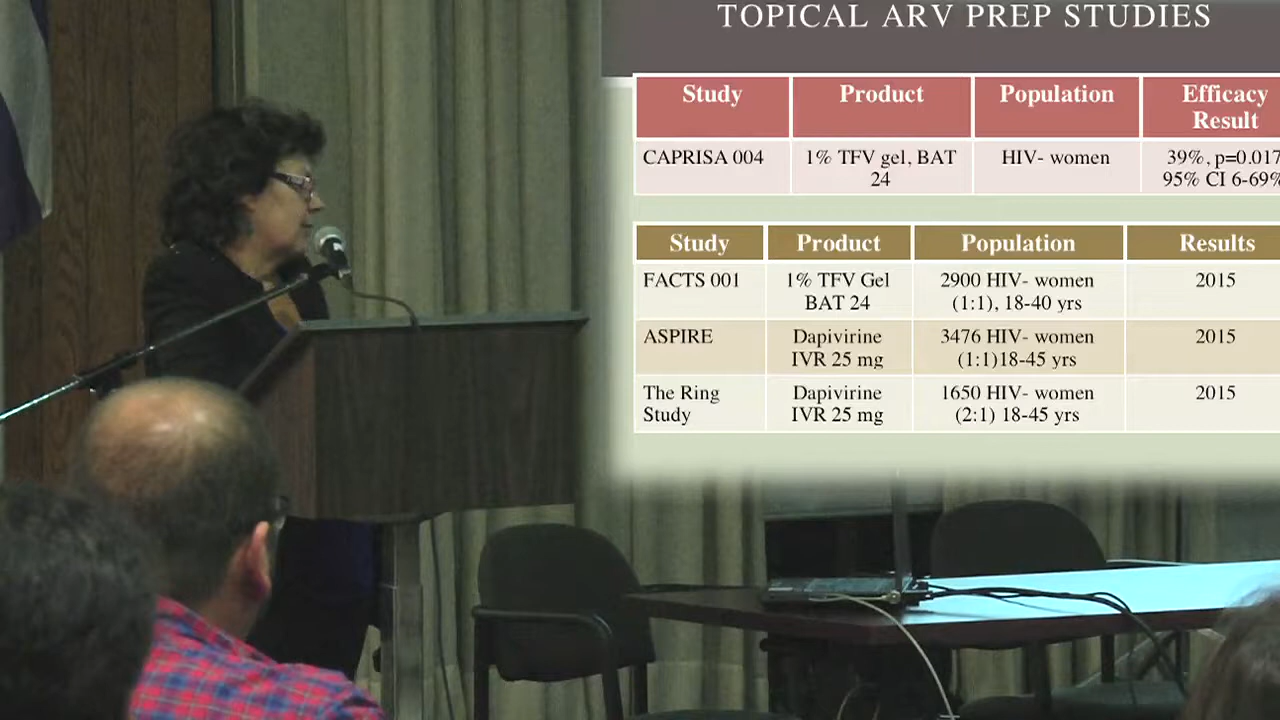 TOPICAL ARV PREP STUDIES
Study Product Population Efficacy
Result
CAPRISA 004 1% TFV gel, BAT HIV- women 39%, p=0.017
24 95% CI 6-69%
Study Product Population Results
FACTS 001 1% TFV Gel 2900 HIV- women 2015
BAT 24 (1:1), 18-40 yrs
ASPIRE Dapivirine 3476 HIV- women 2015
IVR 25 mg (1:1)18-45 yrs
The Ring Dapivirine 1650 HIV- women 2015
Study IVR 25 mg (2:1) 18-45 yrs